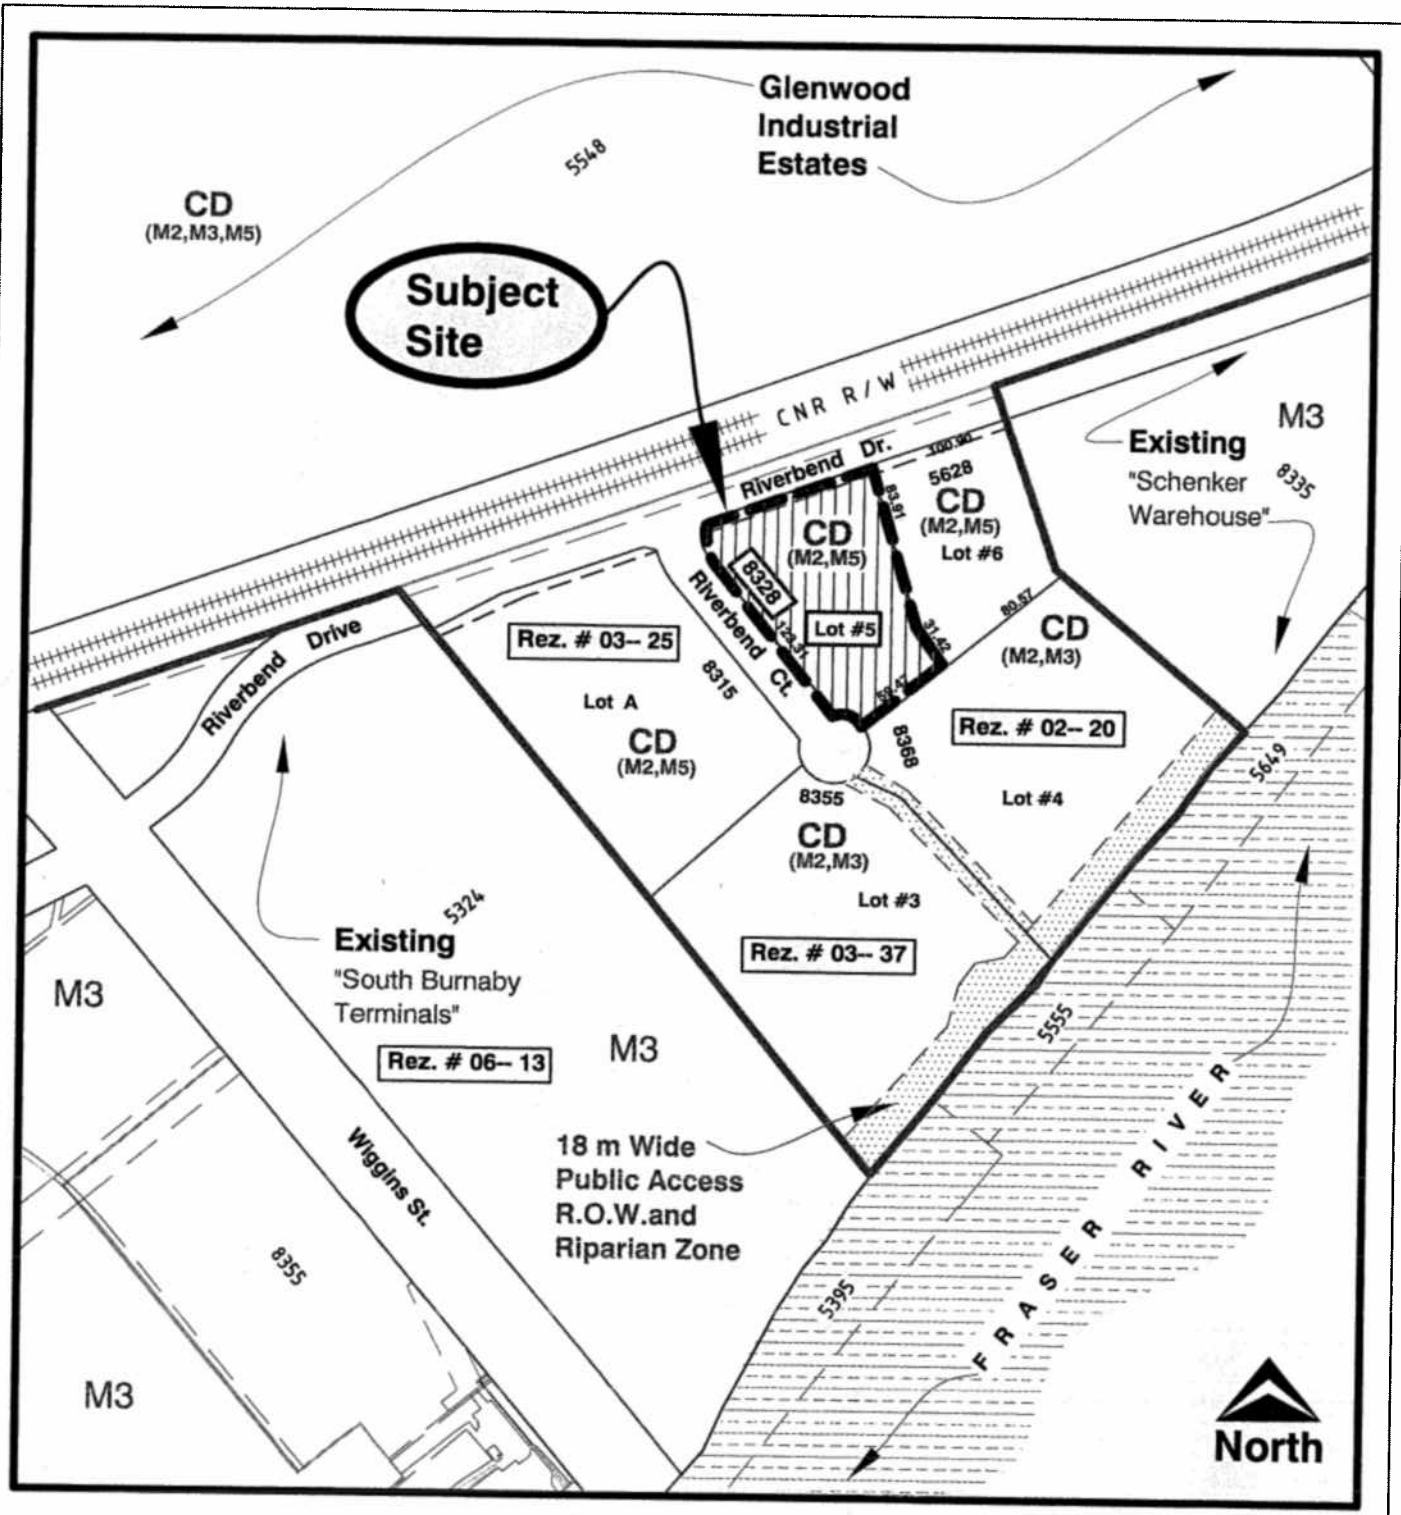 Glenwood
Industrial
Estates
5548
CD
(M2,M3,M5)
Subject
Site
CNR R/W
M3
Existing
"Schenker
Warehouse"
8335
Riverbend Dr.
100.90
5628
CD
(M2,M5)
Lot #6
83.91
CD
(M2,M5)
8328
Lot #5
31.42
80.57
123.31
Riverbend Ct.
CD
(M2,M3)
Rez. # 02-- 20
Lot #4
8368
Riverbend Drive
Rez. # 03-- 25
8315
Lot A
CD
(M2,M5)
8355
CD
(M2,M3)
Lot #3
Rez. # 03-- 37
5649
5324
Existing
"South Burnaby
Terminals"
Rez. # 06-- 13
M3
M3
5555
18 m Wide
Public Access
R.O.W.and
Riparian Zone
Wiggins St.
8355
5395
FRASER RIVER
M3
North